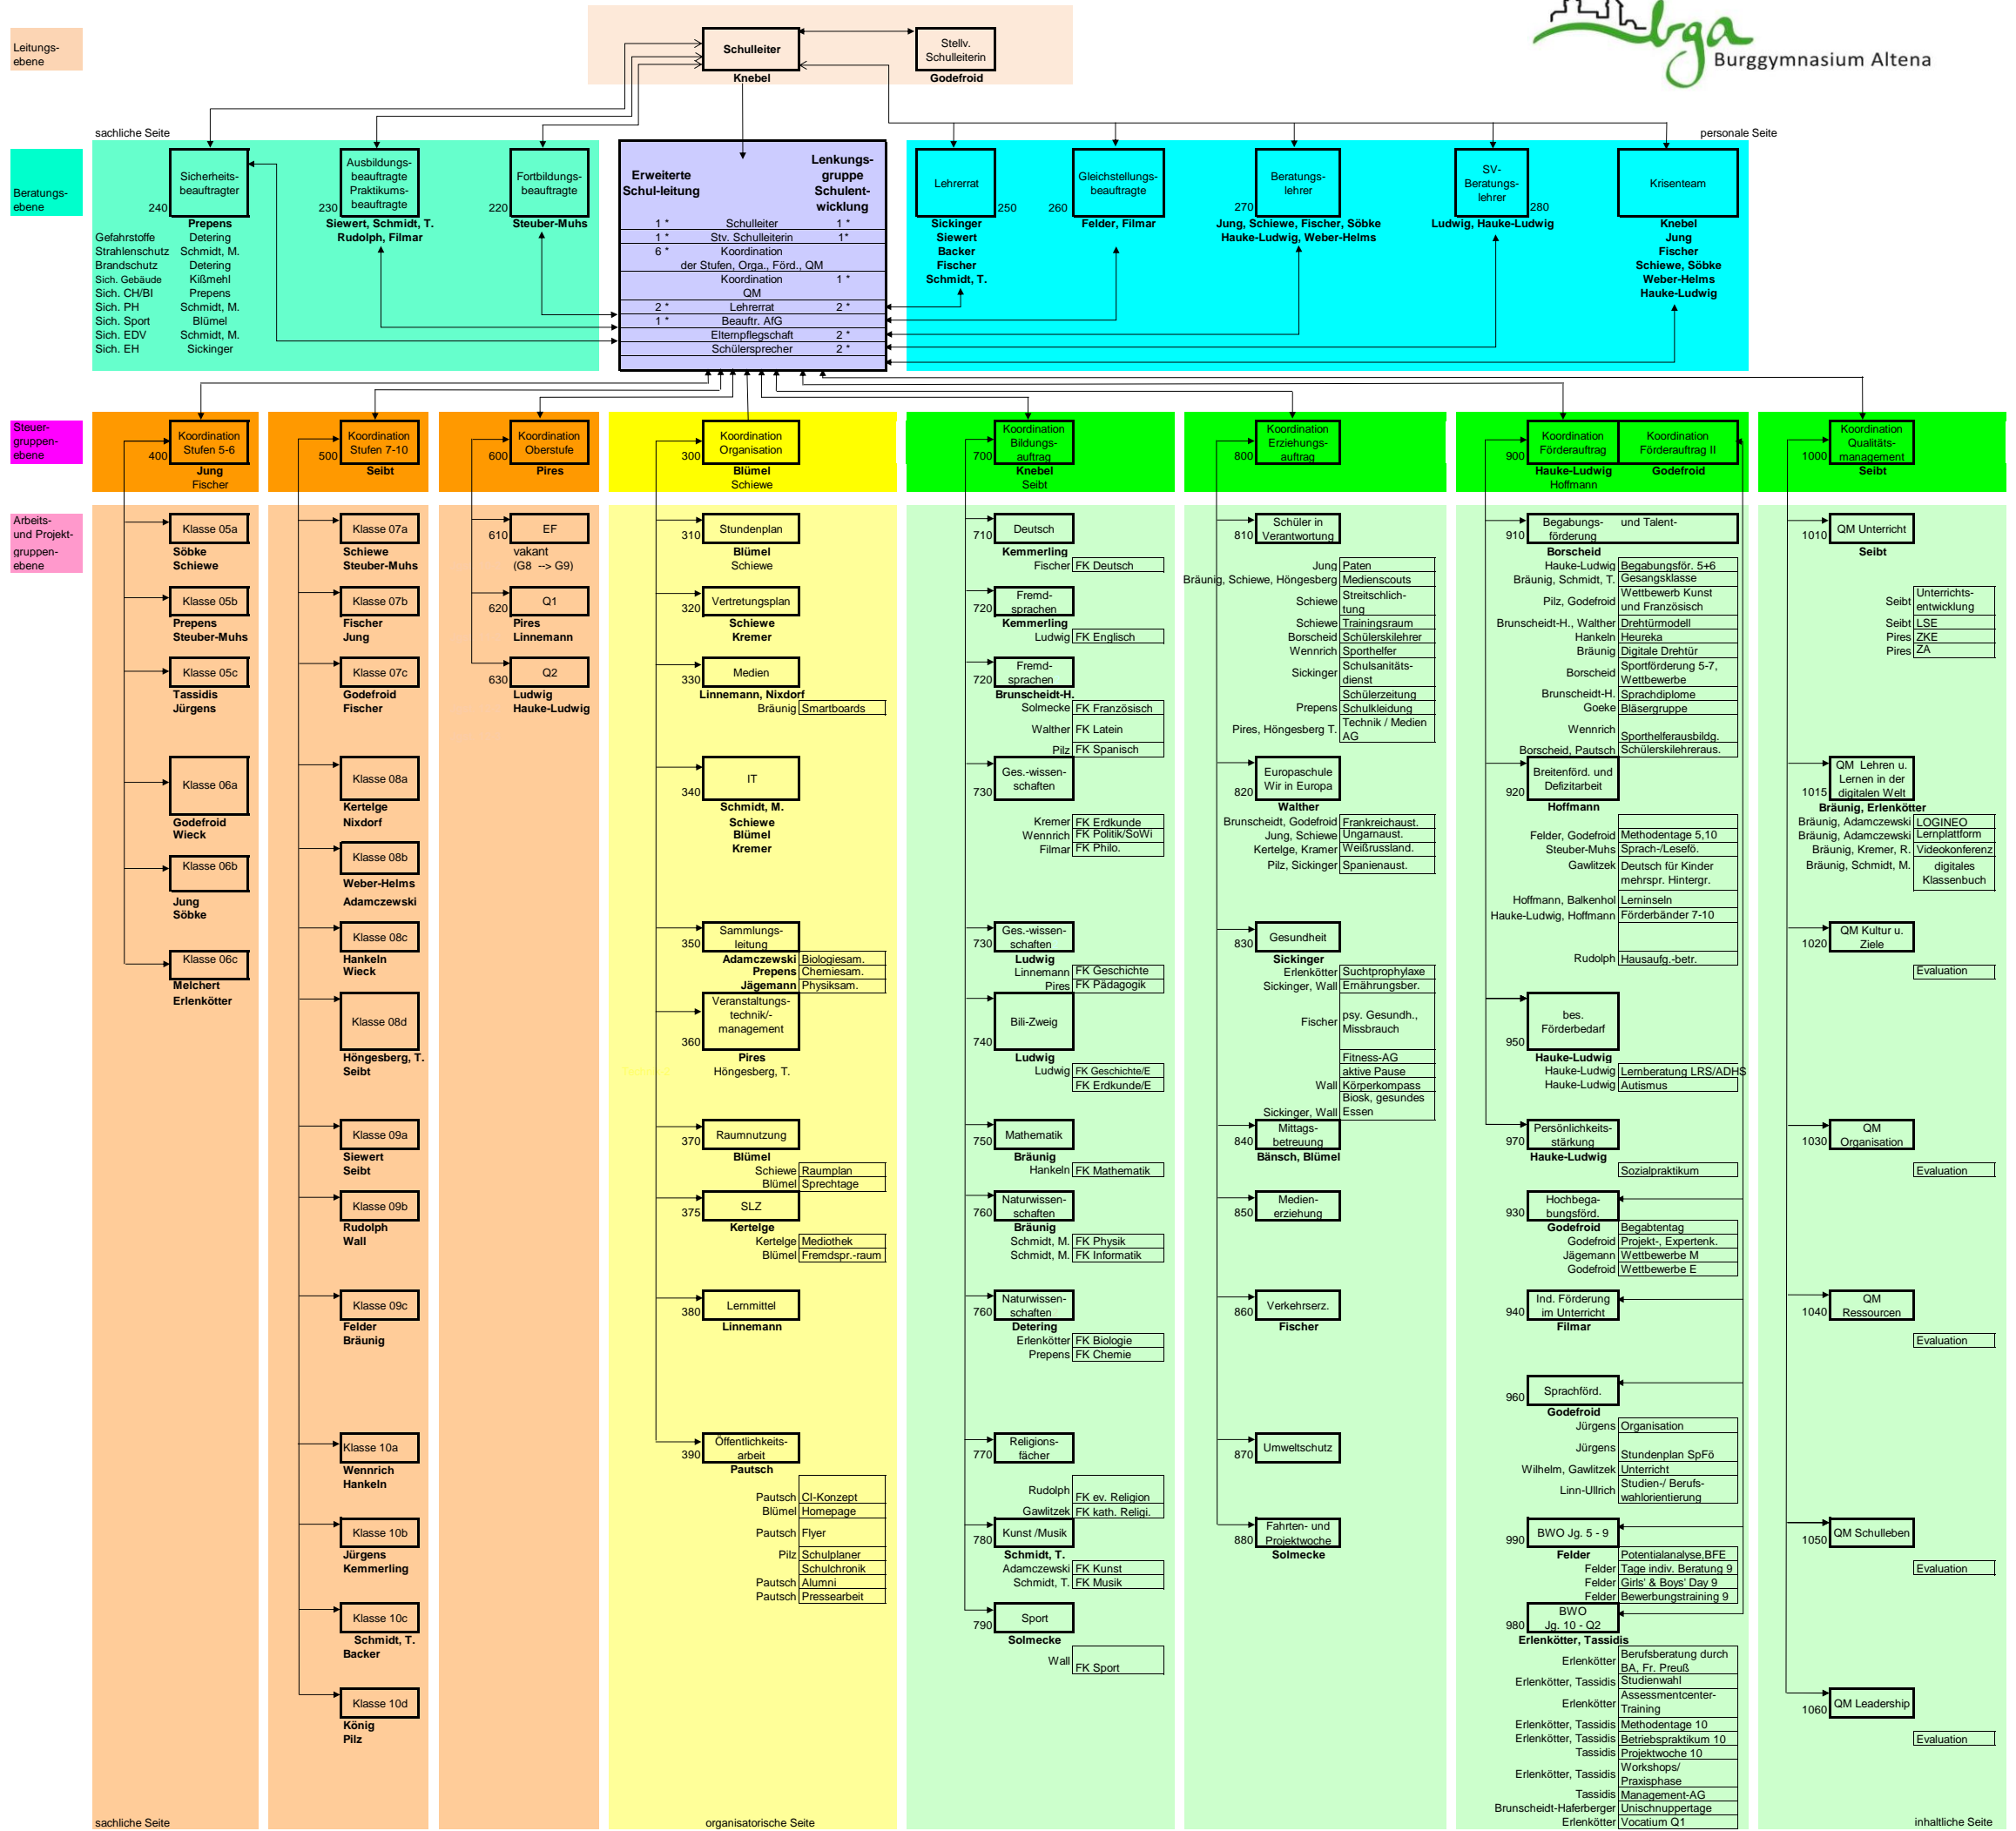 Leitungs-
ebene
Schulleiter
Knebel
Stellv.
Schulleiterin
Godefroid
bga
Burggymnasium Altena
sachliche Seite
personale Seite
Beratungs-
ebene
Sicherheits-
beauftragter
240
Prepens
Gefahrstoffe Detering
Strahlenschutz Schmidt, M.
Brandschutz Detering
Sich. Gebäude Kißmehl
Sich. CH/BI Prepens
Sich. PH Schmidt, M.
Sich. Sport Blümel
Sich. EDV Schmidt, M.
Sich. EH Sickinger
Ausbildungs-
beauftragte
Praktikums-
beauftragte
230
Siewert, Schmidt, T.
Rudolph, Filmar
Fortbildungs-
beauftragte
220
Steuber-Muhs
Erweiterte
Schul-leitung
Lenkungs-
gruppe
Schulent-
wicklung
1 * Schulleiter 1 *
1 * Stv. Schulleiterin 1*
6 * Koordination
der Stufen, Orga., Förd., QM
Koordination 1 *
QM
2 * Lehrerrat 2 *
1 * Beauftr. AfG
Elternpflegschaft 2 *
Schülersprecher 2 *
Lehrerrat
250
Sickinger
Siewert
Backer
Fischer
Schmidt, T.
Gleichstellungs-
beauftragte
260
Felder, Filmar
Beratungs-
lehrer
270
Jung, Schiewe, Fischer, Söbke
Hauke-Ludwig, Weber-Helms
SV-
Beratungs-
lehrer
280
Ludwig, Hauke-Ludwig
Krisenteam
Knebel
Jung
Fischer
Schiewe, Söbke
Weber-Helms
Hauke-Ludwig
Steuer-
gruppen-
ebene
Koordination
Stufen 5-6
400
Jung
Fischer
Koordination
Stufen 7-10
500
Seibt
Koordination
Oberstufe
600
Pires
Koordination
Organisation
300
Blümel
Schiewe
Koordination
Bildungs-
auftrag
700
Knebel
Seibt
Koordination
Erziehungs-
auftrag
800
Koordination
Förderauftrag
900
Hauke-Ludwig
Hoffmann
Koordination
Förderauftrag II
Godefroid
Koordination
Qualitäts-
management
1000
Seibt
Arbeits-
und Projekt-
gruppen-
ebene
Klasse 05a
Söbke
Schiewe
Klasse 05b
Prepens
Steuber-Muhs
Klasse 05c
Tassidis
Jürgens
Klasse 06a
Godefroid
Wieck
Klasse 06b
Jung
Söbke
Klasse 06c
Melchert
Erlenkötter
Klasse 07a
Schiewe
Steuber-Muhs
Klasse 07b
Fischer
Jung
Klasse 07c
Godefroid
Fischer
Klasse 08a
Kertelge
Nixdorf
Klasse 08b
Weber-Helms
Adamczewski
Klasse 08c
Hankeln
Wieck
Klasse 08d
Höngesberg, T.
Seibt
Klasse 09a
Siewert
Seibt
Klasse 09b
Rudolph
Wall
Klasse 09c
Felder
Bräunig
Klasse 10a
Wennrich
Hankeln
Klasse 10b
Jürgens
Kemmerling
Klasse 10c
Schmidt, T.
Backer
Klasse 10d
König
Pilz
EF
610
vakant
(G8 --> G9)
Q1
620
Pires
Linnemann
Q2
630
Ludwig
Hauke-Ludwig
Stundenplan
310
Blümel
Schiewe
Vertretungsplan
320
Schiewe
Kremer
Medien
330
Linnemann, Nixdorf
Bräunig Smartboards
IT
340
Schmidt, M.
Schiewe
Blümel
Kremer
Sammlungs-
leitung
350
Adamczewski Biologiesam.
Prepens Chemiesam.
Jägemann Physiksam.
Veranstaltungs-
technik/-
management
360
Pires
Höngesberg, T.
Raumnutzung
370
Blümel
Schiewe Raumplan
Blümel Sprechtage
SLZ
375
Kertelge
Kertelge Mediothek
Blümel Fremdspr.-raum
Lernmittel
380
Linnemann
Öffentlichkeits-
arbeit
390
Pautsch
Pautsch CI-Konzept
Blümel Homepage
Pautsch Flyer
Pilz Schulplaner
Schulchronik
Pautsch Alumni
Pautsch Pressearbeit
Deutsch
710
Kemmerling
Fischer FK Deutsch
Fremd-
sprachen
720
Kemmerling
Ludwig FK Englisch
Fremd-
sprachen
720
Brunscheidt-H.
Solmecke FK Französisch
Walther FK Latein
Pilz FK Spanisch
Ges.-wissen-
schaften
730
Kremer FK Erdkunde
Wennrich FK Politik/SoWi
Filmar FK Philo.
Ges.-wissen-
schaften
730
Ludwig
Linnemann FK Geschichte
Pires FK Pädagogik
Bili-Zweig
740
Ludwig
Ludwig FK Geschichte/E
FK Erdkunde/E
Mathematik
750
Bräunig
Hankeln FK Mathematik
Naturwissen-
schaften
760
Bräunig
Schmidt, M. FK Physik
Schmidt, M. FK Informatik
Naturwissen-
schaften
760
Detering
Erlenkötter FK Biologie
Prepens FK Chemie
Religions-
fächer
770
Rudolph FK ev. Religion
Gawlitzek FK kath. Religi.
Kunst /Musik
780
Schmidt, T.
Adamczewski FK Kunst
Schmidt, T. FK Musik
Sport
790
Solmecke
Wall FK Sport
Schüler in
Verantwortung
810
Jung Paten
Bräunig, Schiewe, Höngesberg Medienscouts
Schiewe Streitschlich-
tung
Schiewe Trainingsraum
Borscheid Schülerskilehrer
Wennrich Sporthelfer
Sickinger Schulsanitäts-
dienst
Schülerzeitung
Prepens Schulkleidung
Pires, Höngesberg T. Technik / Medien
AG
Europaschule
Wir in Europa
820
Walther
Brunscheidt, Godefroid Frankreichaust.
Jung, Schiewe Ungarnaust.
Kertelge, Kramer Weißrussland.
Pilz, Sickinger Spanienaust.
Gesundheit
830
Sickinger
Erlenkötter Suchtprophylaxe
Sickinger, Wall Ernährungsber.
Fischer psy. Gesundh.,
Missbrauch
Fitness-AG
aktive Pause
Wall Körperkompass
Sickinger, Wall Biosk, gesundes
Essen
Mittags-
betreuung
840
Bänsch, Blümel
Medien-
erziehung
850
Verkehrserz.
860
Fischer
Umweltschutz
870
Fahrten- und
Projektwoche
880
Solmecke
Begabungs- und Talent-
förderung
910
Borscheid
Hauke-Ludwig Begabungsför. 5+6
Bräunig, Schmidt, T. Gesangsklasse
Pilz, Godefroid Wettbewerb Kunst
und Französisch
Brunscheidt-H., Walther Drehtürmodell
Hankeln Heureka
Bräunig Digitale Drehtür
Borscheid Sportförderung 5-7,
Wettbewerbe
Brunscheidt-H. Sprachdiplome
Goeke Bläsergruppe
Wennrich Sporthelferausbildg.
Borscheid, Pautsch Schülerskilehreraus.
Breitenförd. und
Defizitarbeit
920
Hoffmann
Felder, Godefroid Methodentage 5,10
Steuber-Muhs Sprach-/Lesefö.
Gawlitzek Deutsch für Kinder
mehrspr. Hintergr.
Hoffmann, Balkenhol Lerninseln
Hauke-Ludwig, Hoffmann Förderbänder 7-10
Rudolph Hausaufg.-betr.
bes.
Förderbedarf
950
Hauke-Ludwig
Hauke-Ludwig Lernberatung LRS/ADHS
Hauke-Ludwig Autismus
Persönlichkeits-
stärkung
970
Hauke-Ludwig
Sozialpraktikum
Hochbega-
bungsförd.
930
Godefroid Begabtentag
Godefroid Projekt-, Expertenk.
Jägemann Wettbewerbe M
Godefroid Wettbewerbe E
Ind. Förderung
im Unterricht
940
Filmar
Sprachförd.
960
Godefroid
Jürgens Organisation
Jürgens Stundenplan SpFö
Wilhelm, Gawlitzek Unterricht
Linn-Ullrich Studien-/ Berufs-
wahlorientierung
BWO Jg. 5 - 9
990
Felder Potentialanalyse,BFE
Felder Tage indiv. Beratung 9
Felder Girls' & Boys' Day 9
Felder Bewerbungstraining 9
BWO
Jg. 10 - Q2
980
Erlenkötter, Tassidis
Erlenkötter Berufsberatung durch
BA, Fr. Preuß
Erlenkötter, Tassidis Studienwahl
Erlenkötter Assessmentcenter-
Training
Erlenkötter, Tassidis Methodentage 10
Erlenkötter, Tassidis Betriebspraktikum 10
Tassidis Projektwoche 10
Erlenkötter, Tassidis Workshops/
Praxisphase
Tassidis Management-AG
Brunscheidt-Haferberger Unischnuppertage
Erlenkötter Vocatium Q1
QM Unterricht
1010
Seibt
Seibt Unterrichts-
entwicklung
Seibt LSE
Pires ZKE
Pires ZA
QM Lehren u.
Lernen in der
digitalen Welt
1015
Bräunig, Erlenkötter
Bräunig, Adamczewski LOGINEO
Bräunig, Adamczewski Lernplattform
Bräunig, Kremer, R. Videokonferenz
Bräunig, Schmidt, M. digitales
Klassenbuch
QM Kultur u.
Ziele
1020
Evaluation
QM
Organisation
1030
Evaluation
QM
Ressourcen
1040
Evaluation
QM Schulleben
1050
Evaluation
QM Leadership
1060
Evaluation
sachliche Seite
organisatorische Seite
inhaltliche Seite